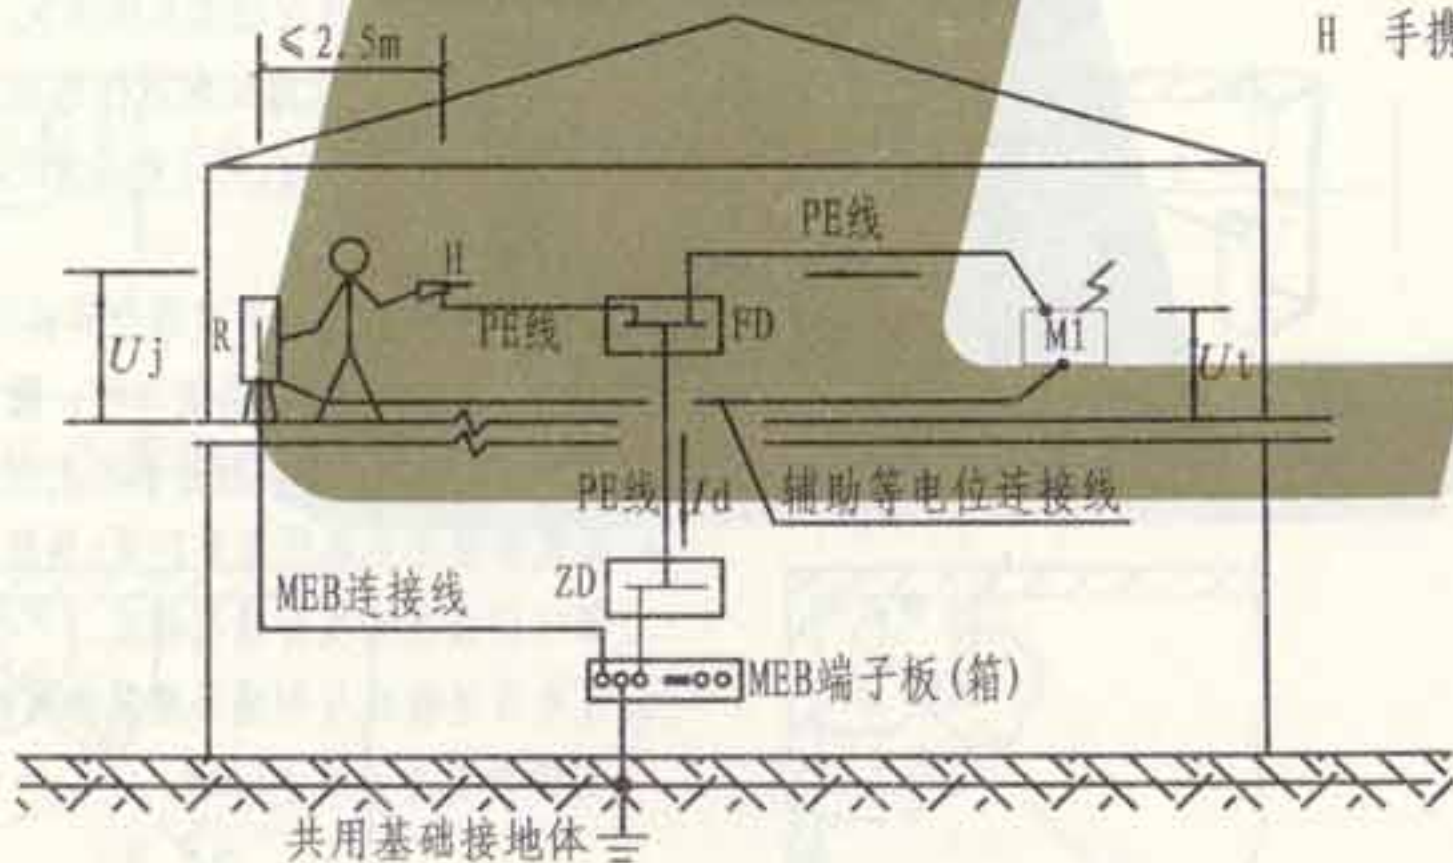 ≤2.5m
H 手携
PE线
H
R
PE线
FD
M1
Uj
Ut
PE线
Id
辅助等电位连接线
MEB连接线
ZD
MEB端子板(箱)
共用基础接地体